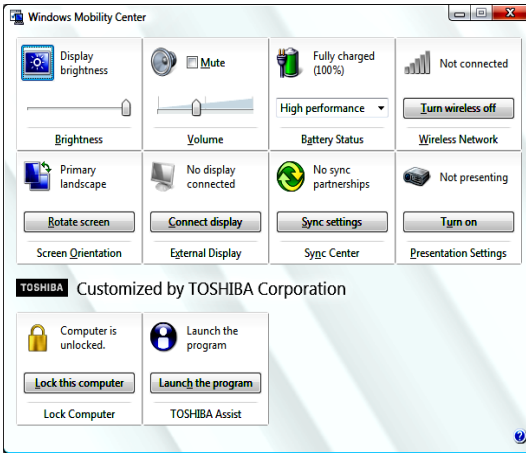 Windows Mobility Center
Display
brightness
Brightness
Mute
Volume
Fully charged
(100%)
High performance
Battery Status
Not connected
Turn wireless off
Wireless Network
Primary
landscape
Rotate screen
Screen Orientation
No display
connected
Connect display
External Display
No sync
partnerships
Sync settings
Sync Center
Not presenting
Turn on
Presentation Settings
TOSHIBA Customized by TOSHIBA Corporation
Computer is
unlocked.
Lock this computer
Lock Computer
Launch the
program
Launch the program
TOSHIBA Assist
?